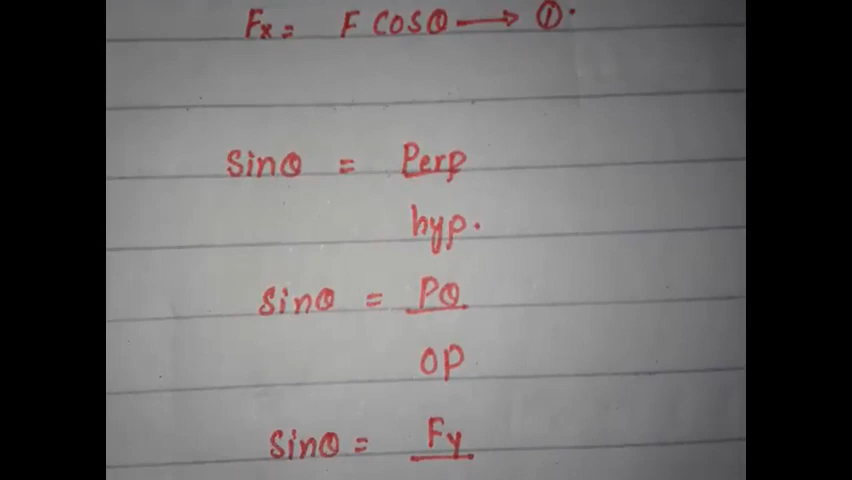 Fx = F Cosθ → ①.
Sinθ = Perp
hyp.
Sinθ = PQ
OP
Sinθ = Fy